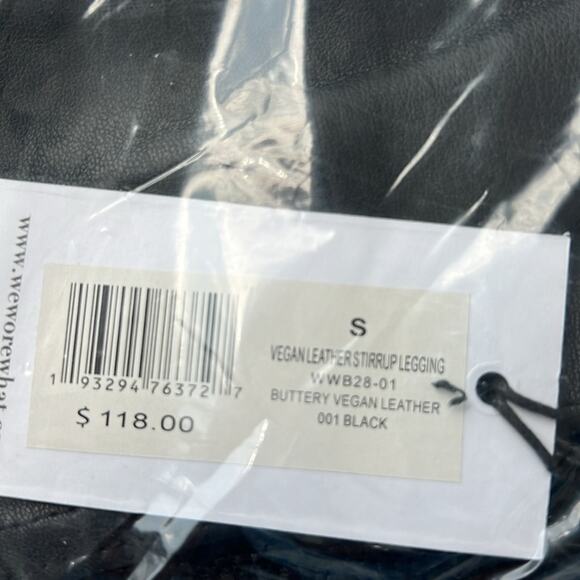 www.weworewhat.c
S
VEGAN LEATHER STIRRUP LEGGING
WWB28-01
BUTTERY VEGAN LEATHER
001 BLACK
1 93294 76372 7
$ 118.00